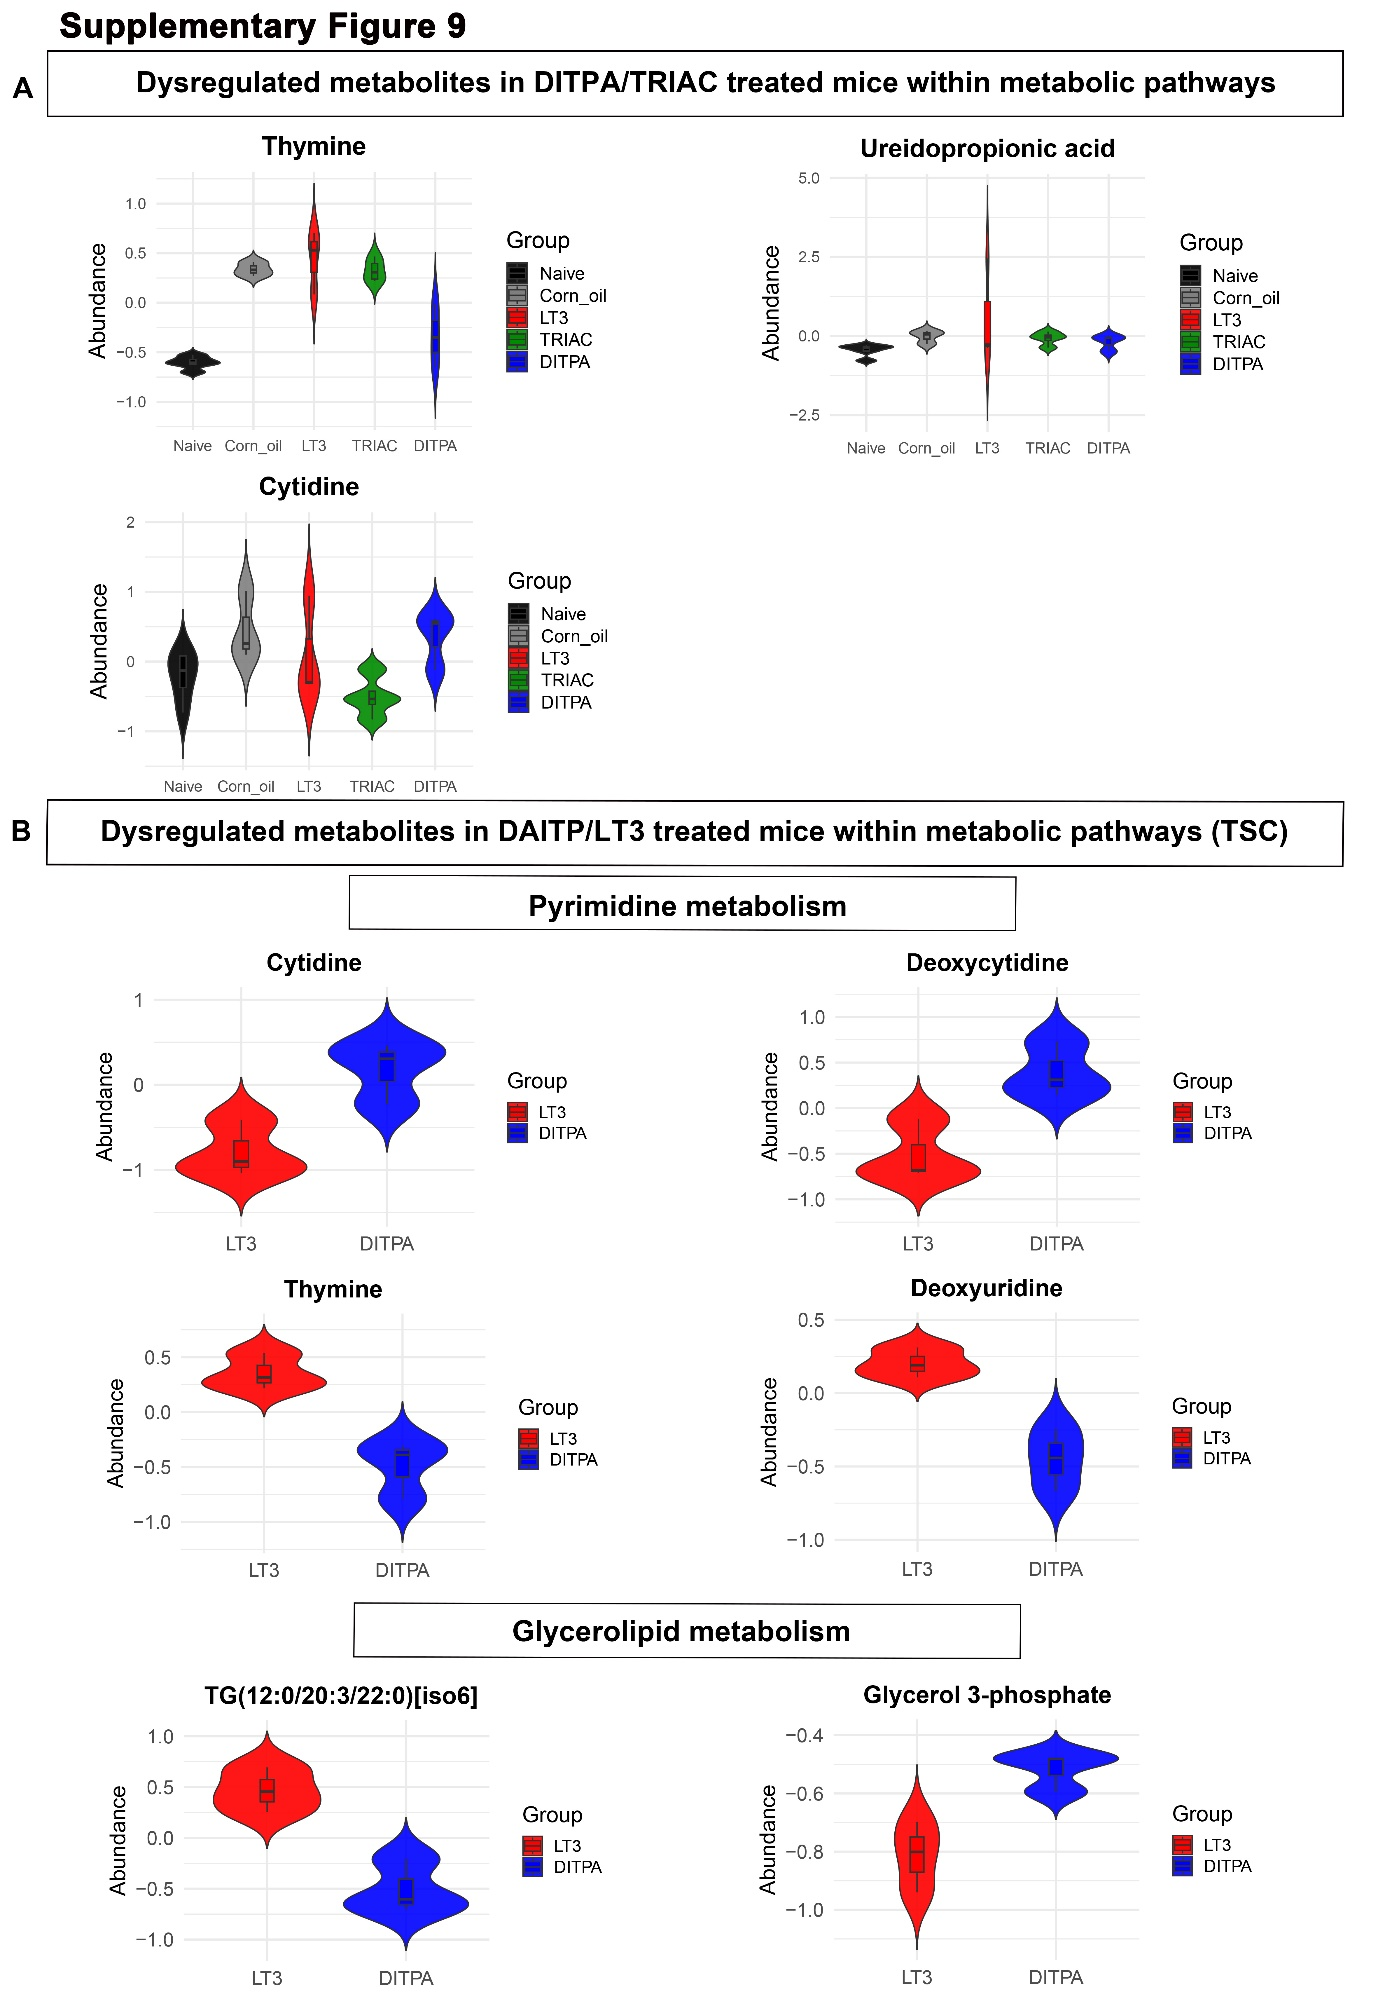 Supplementary Figure 9
A
Dysregulated metabolites in DITPA/TRIAC treated mice within metabolic pathways
Thymine
Abundance
1.0
0.5
0.0
−0.5
−1.0
Naive Corn_oil LT3 TRIAC DITPA
Group
Naive
Corn_oil
LT3
TRIAC
DITPA
Ureidopropionic acid
Abundance
5.0
2.5
0.0
−2.5
Naive Corn_oil LT3 TRIAC DITPA
Group
Naive
Corn_oil
LT3
TRIAC
DITPA
Cytidine
Abundance
2
1
0
−1
Naive Corn_oil LT3 TRIAC DITPA
Group
Naive
Corn_oil
LT3
TRIAC
DITPA
B
Dysregulated metabolites in DAITP/LT3 treated mice within metabolic pathways (TSC)
Pyrimidine metabolism
Cytidine
Abundance
1
0
−1
LT3 DITPA
Group
LT3
DITPA
Deoxycytidine
Abundance
1.0
0.5
0.0
−0.5
−1.0
LT3 DITPA
Group
LT3
DITPA
Thymine
Abundance
0.5
0.0
−0.5
−1.0
LT3 DITPA
Group
LT3
DITPA
Deoxyuridine
Abundance
0.5
0.0
−0.5
−1.0
LT3 DITPA
Group
LT3
DITPA
Glycerolipid metabolism
TG(12:0/20:3/22:0)[iso6]
Abundance
1.0
0.5
0.0
−0.5
−1.0
LT3 DITPA
Group
LT3
DITPA
Glycerol 3-phosphate
Abundance
−0.4
−0.6
−0.8
−1.0
LT3 DITPA
Group
LT3
DITPA